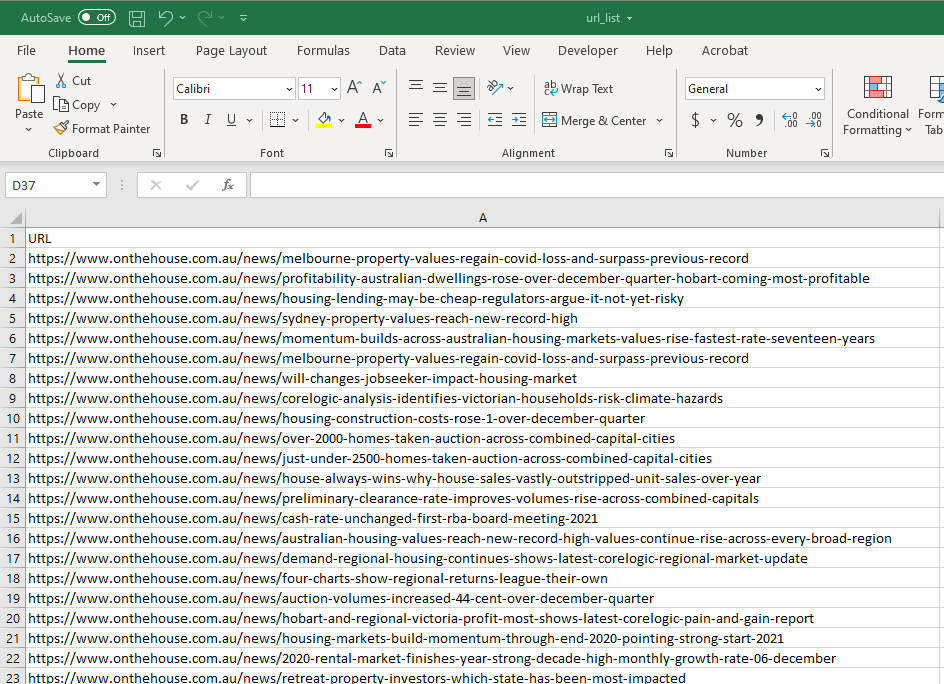 AutoSave Off url_list
File Home Insert Page Layout Formulas Data Review View Developer Help Acrobat
Paste
Cut
Copy
Format Painter
Clipboard
Calibri 11 A A
B I U A
Font
Wrap Text
Merge & Center
Alignment
General
$ % 9 .00 .00
Number
Conditional
Formatting
D37 fx
A
1 URL
2 https://www.onthehouse.com.au/news/melbourne-property-values-regain-covid-loss-and-surpass-previous-record
3 https://www.onthehouse.com.au/news/profitability-australian-dwellings-rose-over-december-quarter-hobart-coming-most-profitable
4 https://www.onthehouse.com.au/news/housing-lending-may-be-cheap-regulators-argue-it-not-yet-risky
5 https://www.onthehouse.com.au/news/sydney-property-values-reach-new-record-high
6 https://www.onthehouse.com.au/news/momentum-builds-across-australian-housing-markets-values-rise-fastest-rate-seventeen-years
7 https://www.onthehouse.com.au/news/melbourne-property-values-regain-covid-loss-and-surpass-previous-record
8 https://www.onthehouse.com.au/news/will-changes-jobseeker-impact-housing-market
9 https://www.onthehouse.com.au/news/corelogic-analysis-identifies-victorian-households-risk-climate-hazards
10 https://www.onthehouse.com.au/news/housing-construction-costs-rose-1-over-december-quarter
11 https://www.onthehouse.com.au/news/over-2000-homes-taken-auction-across-combined-capital-cities
12 https://www.onthehouse.com.au/news/just-under-2500-homes-taken-auction-across-combined-capital-cities
13 https://www.onthehouse.com.au/news/house-always-wins-why-house-sales-vastly-outstripped-unit-sales-over-year
14 https://www.onthehouse.com.au/news/preliminary-clearance-rate-improves-volumes-rise-across-combined-capitals
15 https://www.onthehouse.com.au/news/cash-rate-unchanged-first-rba-board-meeting-2021
16 https://www.onthehouse.com.au/news/australian-housing-values-reach-new-record-high-values-continue-rise-across-every-broad-region
17 https://www.onthehouse.com.au/news/demand-regional-housing-continues-shows-latest-corelogic-regional-market-update
18 https://www.onthehouse.com.au/news/four-charts-show-regional-returns-league-their-own
19 https://www.onthehouse.com.au/news/auction-volumes-increased-44-cent-over-december-quarter
20 https://www.onthehouse.com.au/news/hobart-and-regional-victoria-profit-most-shows-latest-corelogic-pain-and-gain-report
21 https://www.onthehouse.com.au/news/housing-markets-build-momentum-through-end-2020-pointing-strong-start-2021
22 https://www.onthehouse.com.au/news/2020-rental-market-finishes-year-strong-decade-high-monthly-growth-rate-06-december
23 https://www.onthehouse.com.au/news/retreat-property-investors-which-state-has-been-most-impacted